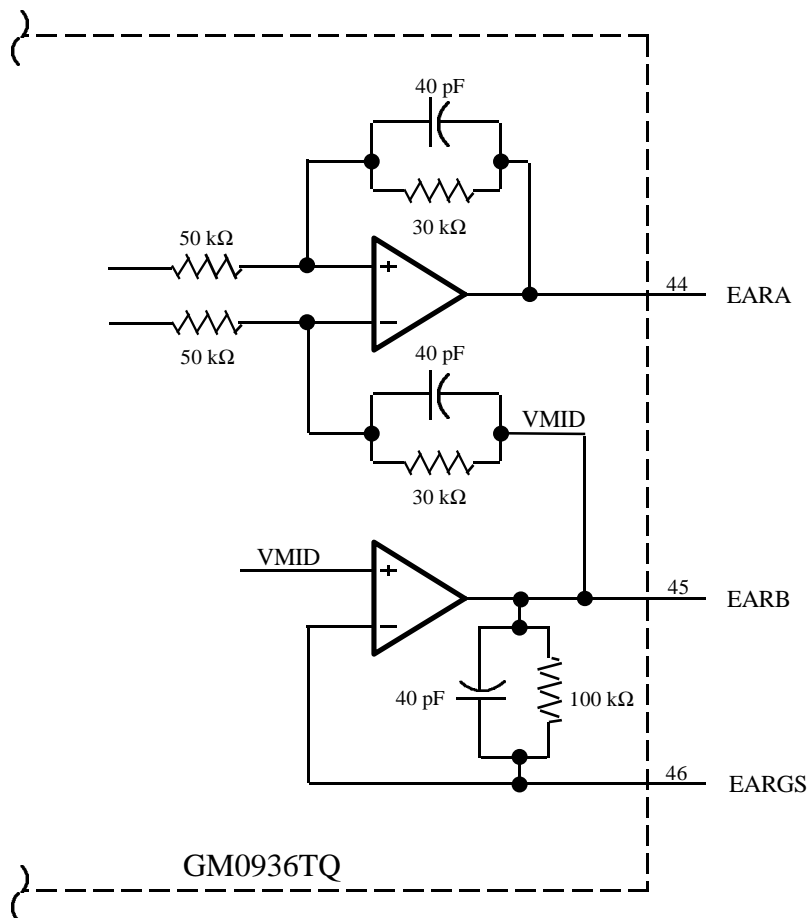 40 pF
30 kΩ
50 kΩ
+
44
EARA
−
50 kΩ
40 pF
VMID
30 kΩ
VMID
+
45
EARB
−
40 pF
100 kΩ
46
EARGS
GM0936TQ